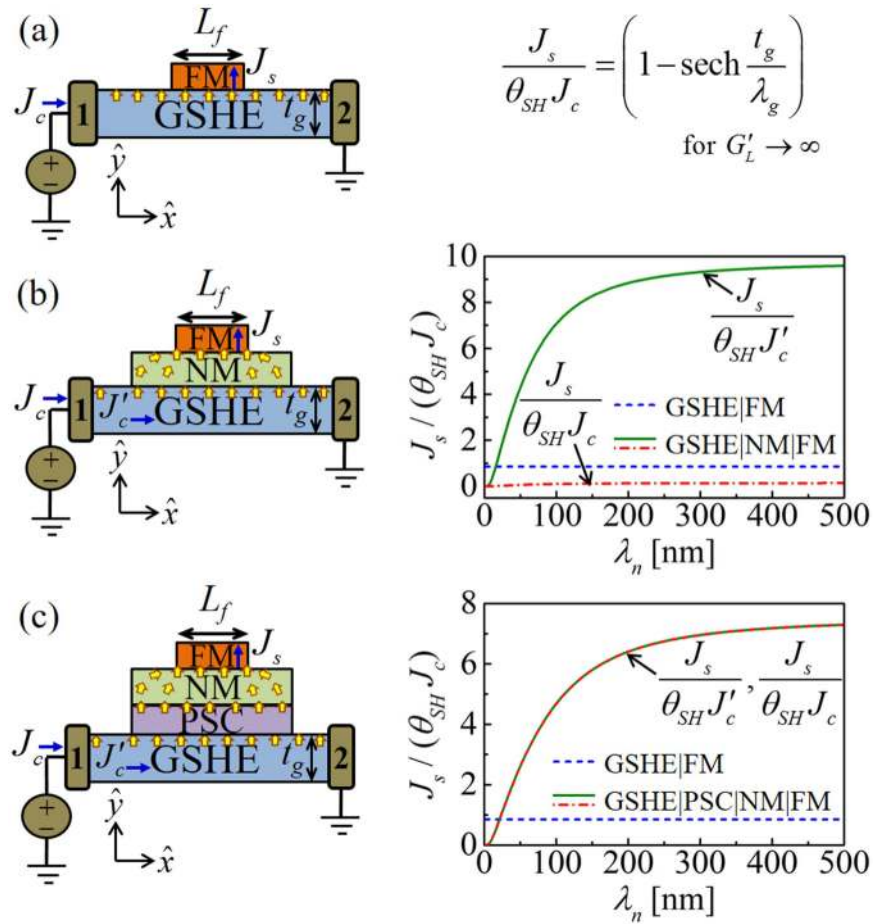 (a)
L_f
FM
J_s
J_c
1
GSHE
t_g
2
+
−
ŷ
x̂
J_s / (θ_SH J_c) = (1 − sech t_g / λ_g)
for G'_L → ∞
(b)
L_f
FM
J_s
NM
J_c
1
J'_c
GSHE
t_g
2
+
−
ŷ
x̂
J_s / (θ_SH J_c)
10
8
6
4
2
0
J_s / θ_SH J'_c
J_s / θ_SH J_c
GSHE|FM
GSHE|NM|FM
0 100 200 300 400 500
λ_n [nm]
(c)
L_f
FM
J_s
NM
PSC
J_c
1
J'_c
GSHE
t_g
2
+
−
ŷ
x̂
J_s / (θ_SH J_c)
8
6
4
2
0
J_s / θ_SH J'_c , J_s / θ_SH J_c
GSHE|FM
GSHE|PSC|NM|FM
0 100 200 300 400 500
λ_n [nm]